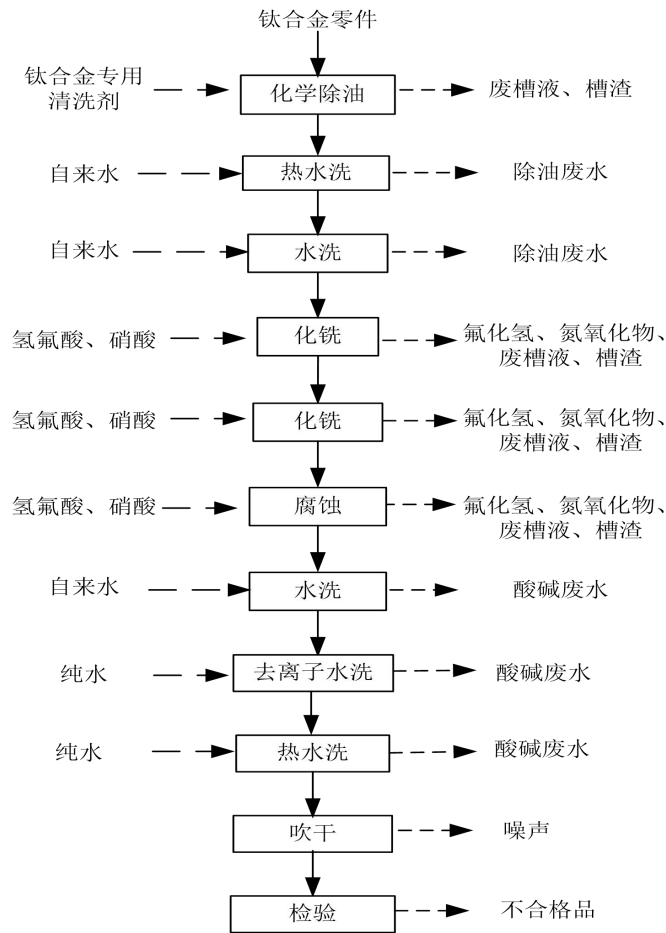 钛合金零件
钛合金专用
清洗剂
化学除油
废槽液、槽渣
自来水
热水洗
除油废水
自来水
水洗
除油废水
氢氟酸、硝酸
化铣
氟化氢、氮氧化物、
废槽液、槽渣
氢氟酸、硝酸
化铣
氟化氢、氮氧化物、
废槽液、槽渣
氢氟酸、硝酸
腐蚀
氟化氢、氮氧化物、
废槽液、槽渣
自来水
水洗
酸碱废水
纯水
去离子水洗
酸碱废水
纯水
热水洗
酸碱废水
吹干
噪声
检验
不合格品